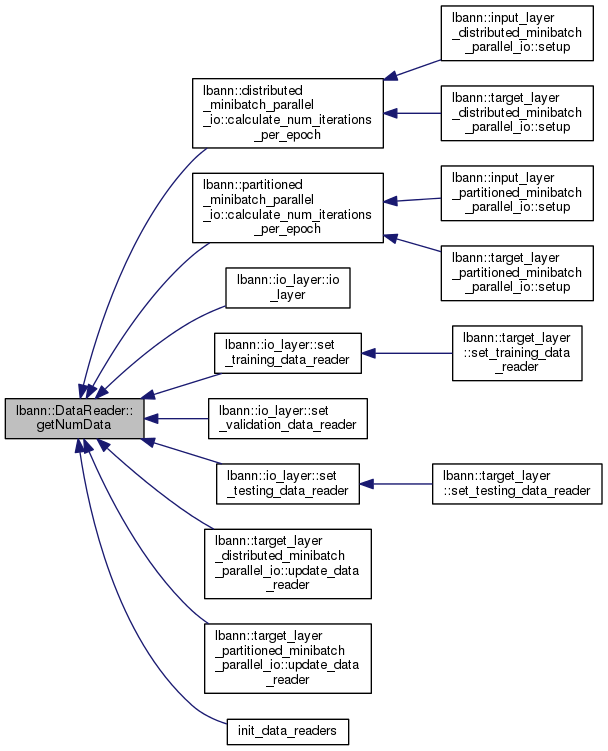 lbann::input_layer
_distributed_minibatch
_parallel_io::setup
lbann::distributed
_minibatch_parallel
_io::calculate_num_iterations
_per_epoch
lbann::target_layer
_distributed_minibatch
_parallel_io::setup
lbann::partitioned
_minibatch_parallel
_io::calculate_num_iterations
_per_epoch
lbann::input_layer
_partitioned_minibatch
_parallel_io::setup
lbann::target_layer
_partitioned_minibatch
_parallel_io::setup
lbann::io_layer::io
_layer
lbann::io_layer::set
_training_data_reader
lbann::target_layer
::set_training_data
_reader
lbann::DataReader::
getNumData
lbann::io_layer::set
_validation_data_reader
lbann::io_layer::set
_testing_data_reader
lbann::target_layer
::set_testing_data_reader
lbann::target_layer
_distributed_minibatch
_parallel_io::update_data
_reader
lbann::target_layer
_partitioned_minibatch
_parallel_io::update_data
_reader
init_data_readers